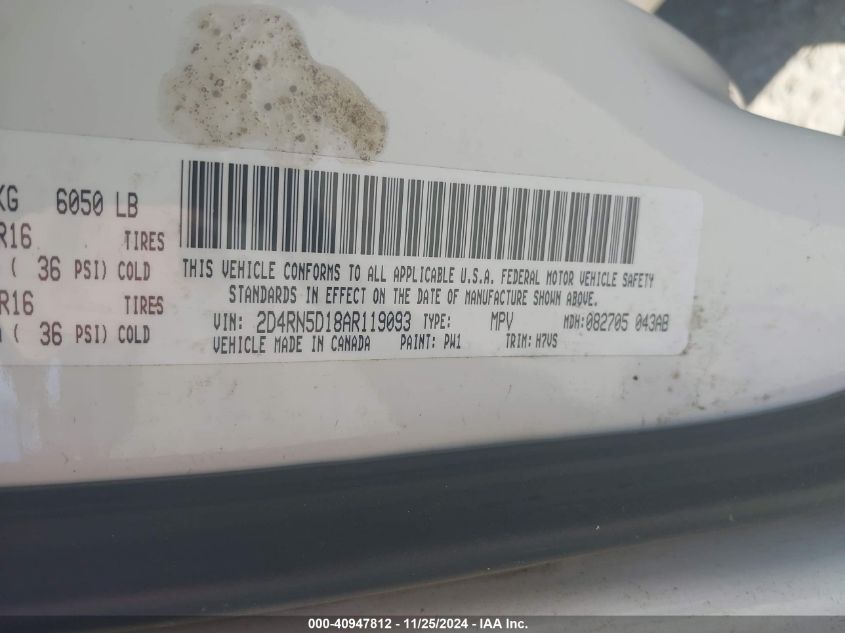 KG 6050 LB
R16 TIRES
( 36 PSI) COLD
R16 TIRES
( 36 PSI) COLD
THIS VEHICLE CONFORMS TO ALL APPLICABLE U.S.A. FEDERAL MOTOR VEHICLE SAFETY
STANDARDS IN EFFECT ON THE DATE OF MANUFACTURE SHOWN ABOVE.
VIN: 2D4RN5D18AR119093 TYPE: MPV MDH:082705 043AB
VEHICLE MADE IN CANADA PAINT: PW1 TRIM: H7VS
000-40947812 - 11/25/2024 - IAA Inc.